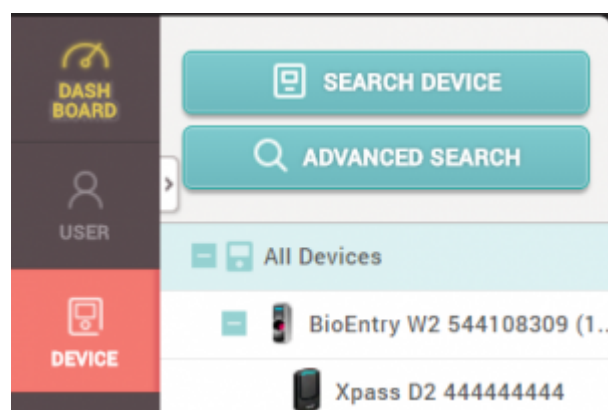 DASH
BOARD
USER
DEVICE
SEARCH DEVICE
ADVANCED SEARCH
All Devices
BioEntry W2 544108309 (1...
Xpass D2 444444444